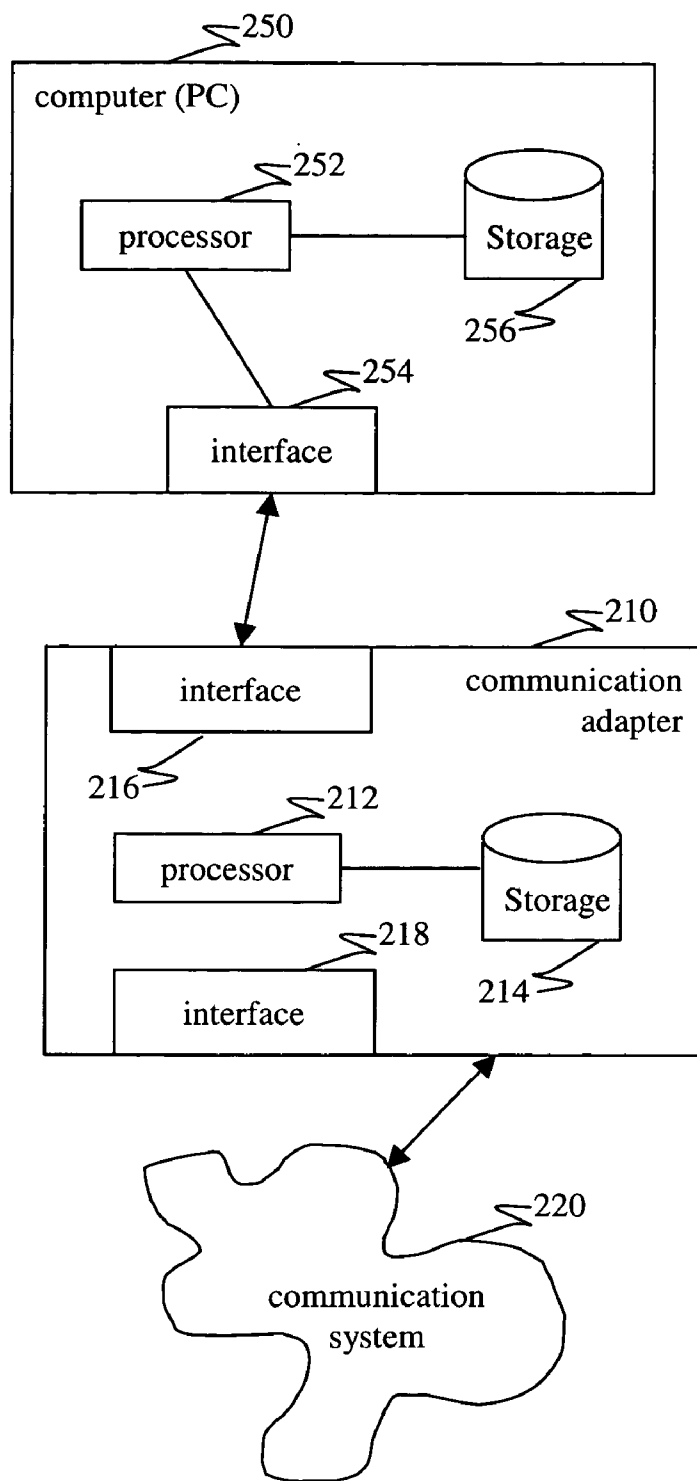 250
computer (PC)
252
processor
Storage
256
254
interface
210
interface
communication
adapter
216
212
processor
Storage
218
214
interface
220
communication
system